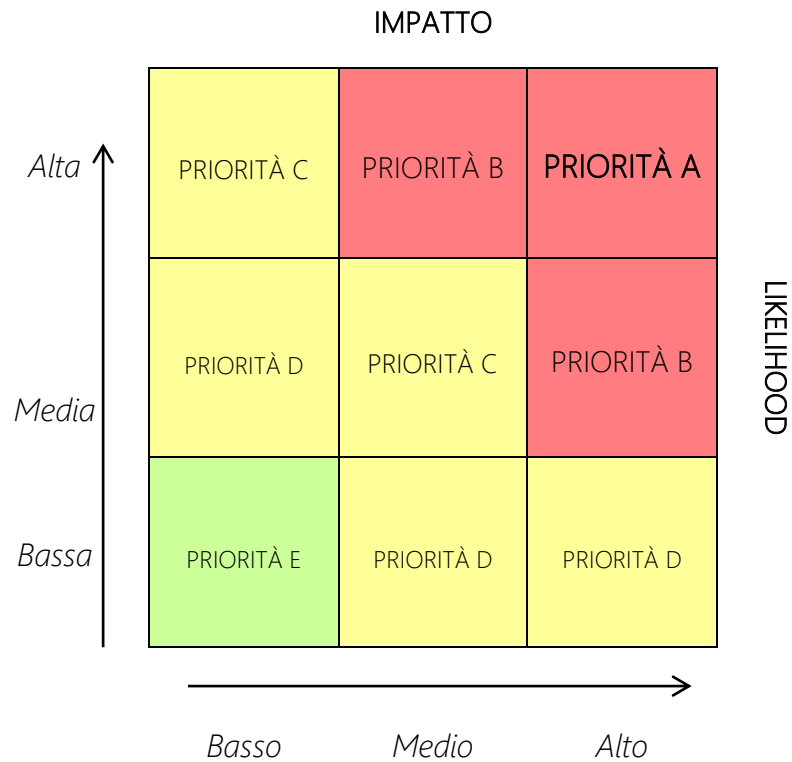 IMPATTO
Alta
PRIORITÀ C
PRIORITÀ B
PRIORITÀ A
LIKELIHOOD
Media
PRIORITÀ D
PRIORITÀ C
PRIORITÀ B
Bassa
PRIORITÀ E
PRIORITÀ D
PRIORITÀ D
Basso
Medio
Alto